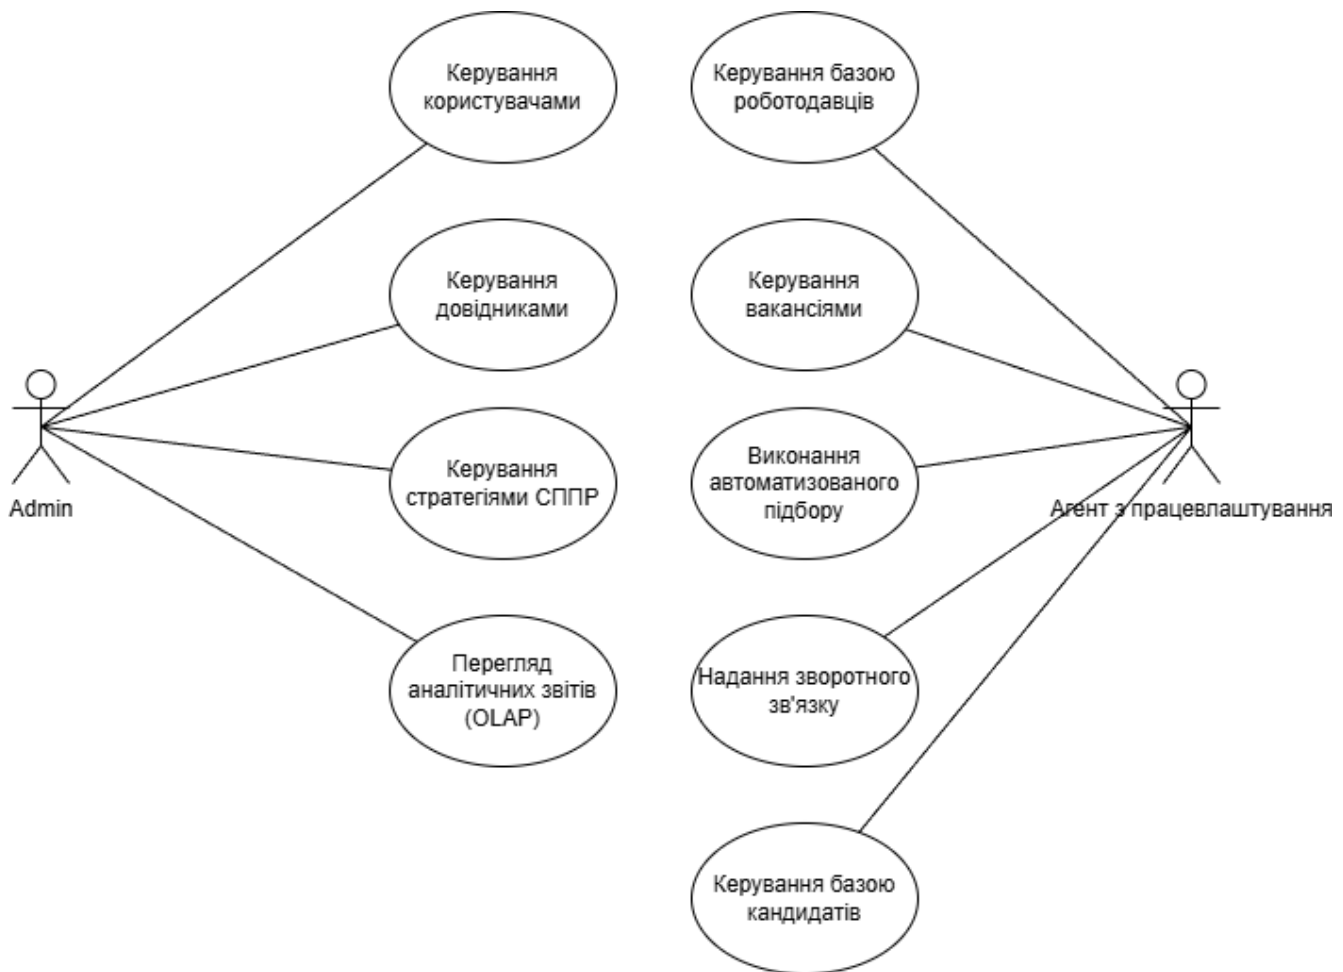 Керування
користувачами
Керування базою
роботодавців
Керування
довідниками
Керування
вакансіями
Admin
Керування
стратегіями СППР
Виконання
автоматизованого
підбору
Агент з працевлаштування
Перегляд
аналітичних звітів
(OLAP)
Надання зворотного
зв'язку
Керування базою
кандидатів